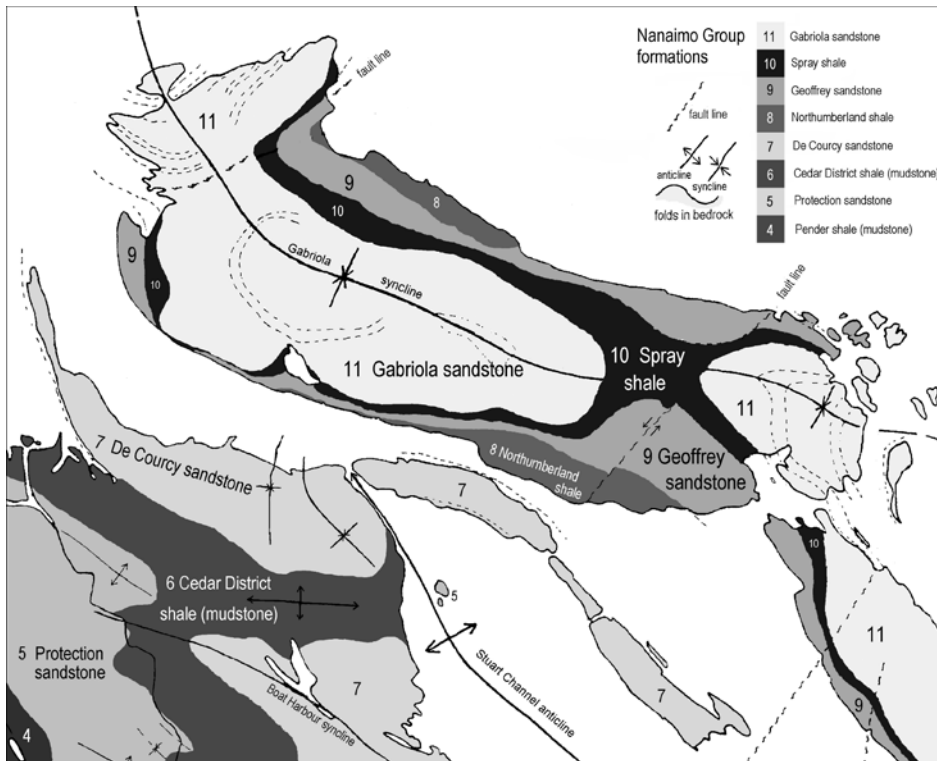 Nanaimo Group
formations
fault line
anticline
syncline
folds in bedrock
11 Gabriola sandstone
10 Spray shale
9 Geoffrey sandstone
8 Northumberland shale
7 De Courcy sandstone
6 Cedar District shale (mudstone)
5 Protection sandstone
4 Pender shale (mudstone)
fault line
11
9
8
10
9
10
Gabriola
syncline
fault line
11 Gabriola sandstone
10 Spray
shale
11
7 De Courcy sandstone
8 Northumberland
shale
9 Geoffrey
sandstone
7
10
6 Cedar District
shale (mudstone)
5
11
5 Protection
sandstone
7
Stuart Channel anticline
7
9
Boat Harbour syncline
4